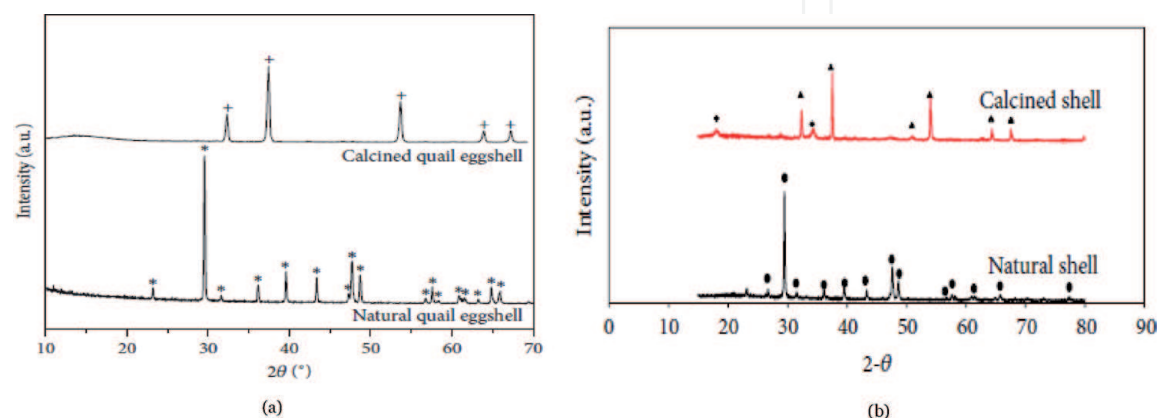 Intensity (a.u.)
Calcined quail eggshell
Natural quail eggshell
10 20 30 40 50 60 70
2θ (°)
(a)
Intensity (a.u.)
Calcined shell
Natural shell
0 10 20 30 40 50 60 70 80 90
2-θ
(b)